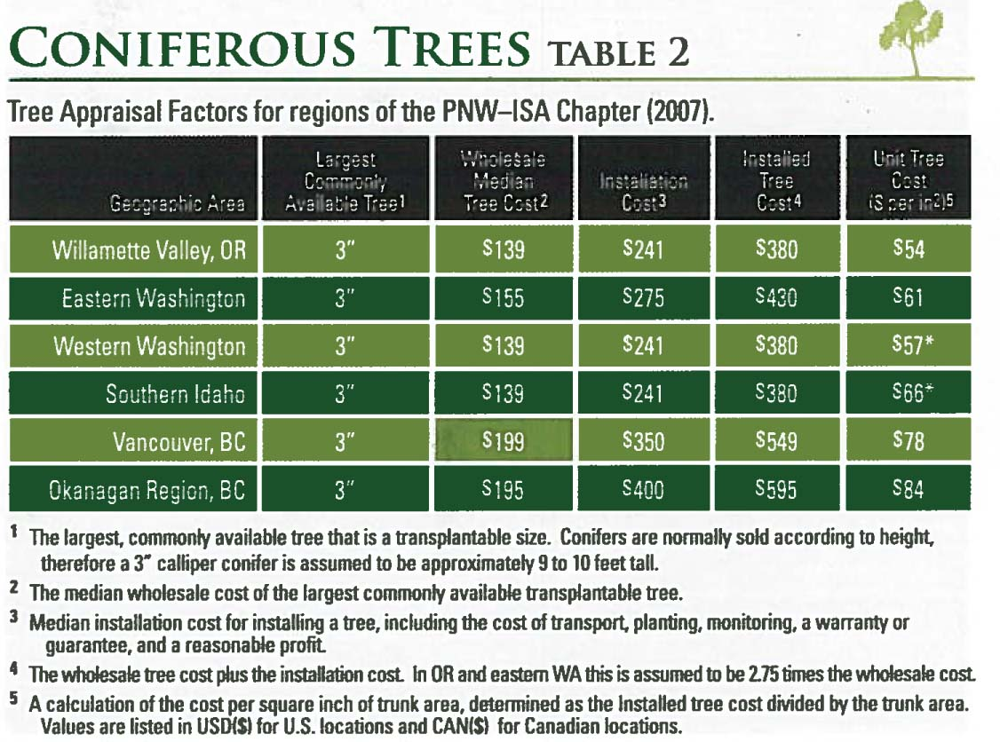 CONIFEROUS TREES TABLE 2
Tree Appraisal Factors for regions of the PNW–ISA Chapter (2007).
Geographic Area Largest Commonly Available Tree1 Wholesale Median Tree Cost2 Installation Cost3 Installed Tree Cost4 Unit Tree Cost ($ per in2)5
Willamette Valley, OR 3" $139 $241 $380 $54
Eastern Washington 3" $155 $275 $430 $61
Western Washington 3" $139 $241 $380 $57*
Southern Idaho 3" $139 $241 $380 $66*
Vancouver, BC 3" $199 $350 $549 $78
Okanagan Region, BC 3" $195 $400 $595 $84
1 The largest, commonly available tree that is a transplantable size. Conifers are normally sold according to height,
therefore a 3" calliper conifer is assumed to be approximately 9 to 10 feet tall.
2 The median wholesale cost of the largest commonly available transplantable tree.
3 Median installation cost for installing a tree, including the cost of transport, planting, monitoring, a warranty or
guarantee, and a reasonable profit.
4 The wholesale tree cost plus the installation cost. In OR and eastern WA this is assumed to be 2.75 times the wholesale cost.
5 A calculation of the cost per square inch of trunk area, determined as the Installed tree cost divided by the trunk area.
Values are listed in USD($) for U.S. locations and CAN($) for Canadian locations.